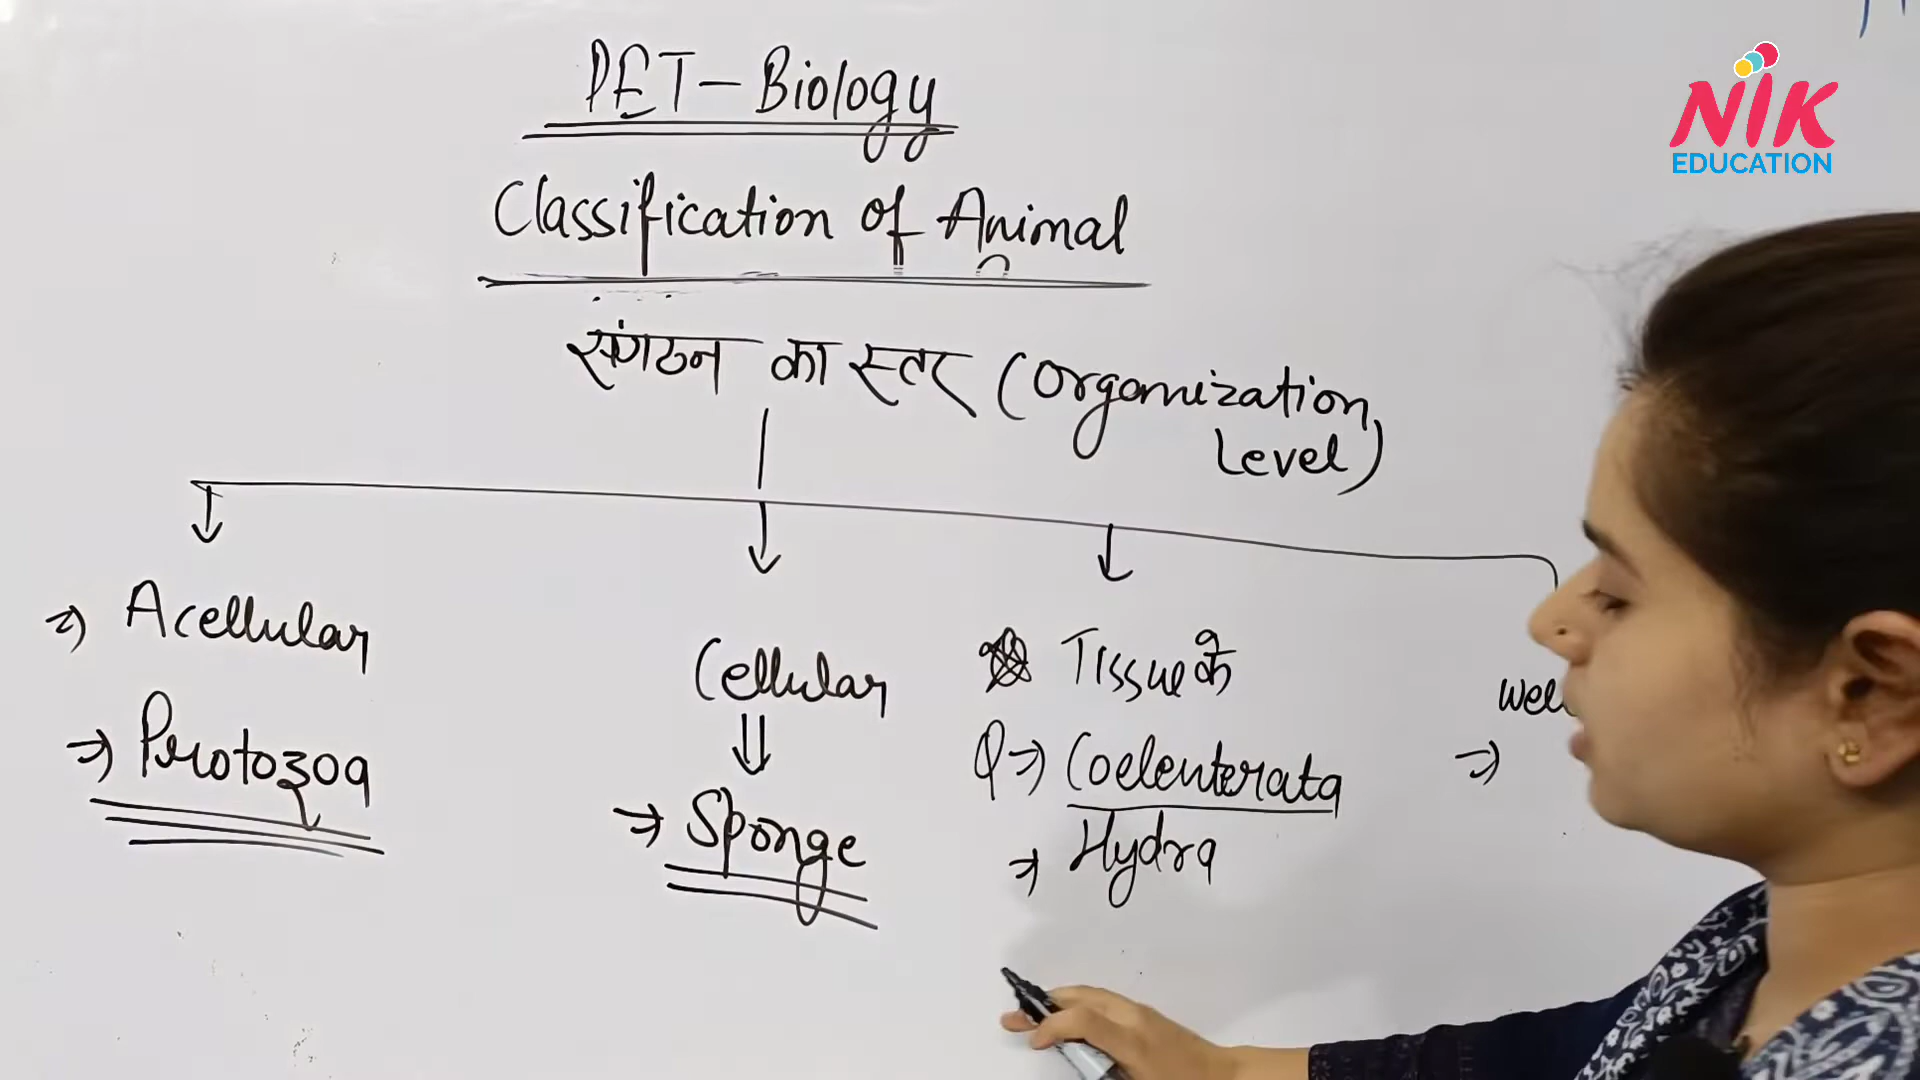 NIK
EDUCATION
PET - Biology
Classification of Animal
संगठन का स्तर (Organization
Level)
⇒ Acellular
⇒ Protozoa
Cellular
⇒ Sponge
Tissue के
Q ⇒ Coelenterata
⇒ Hydra
⇒